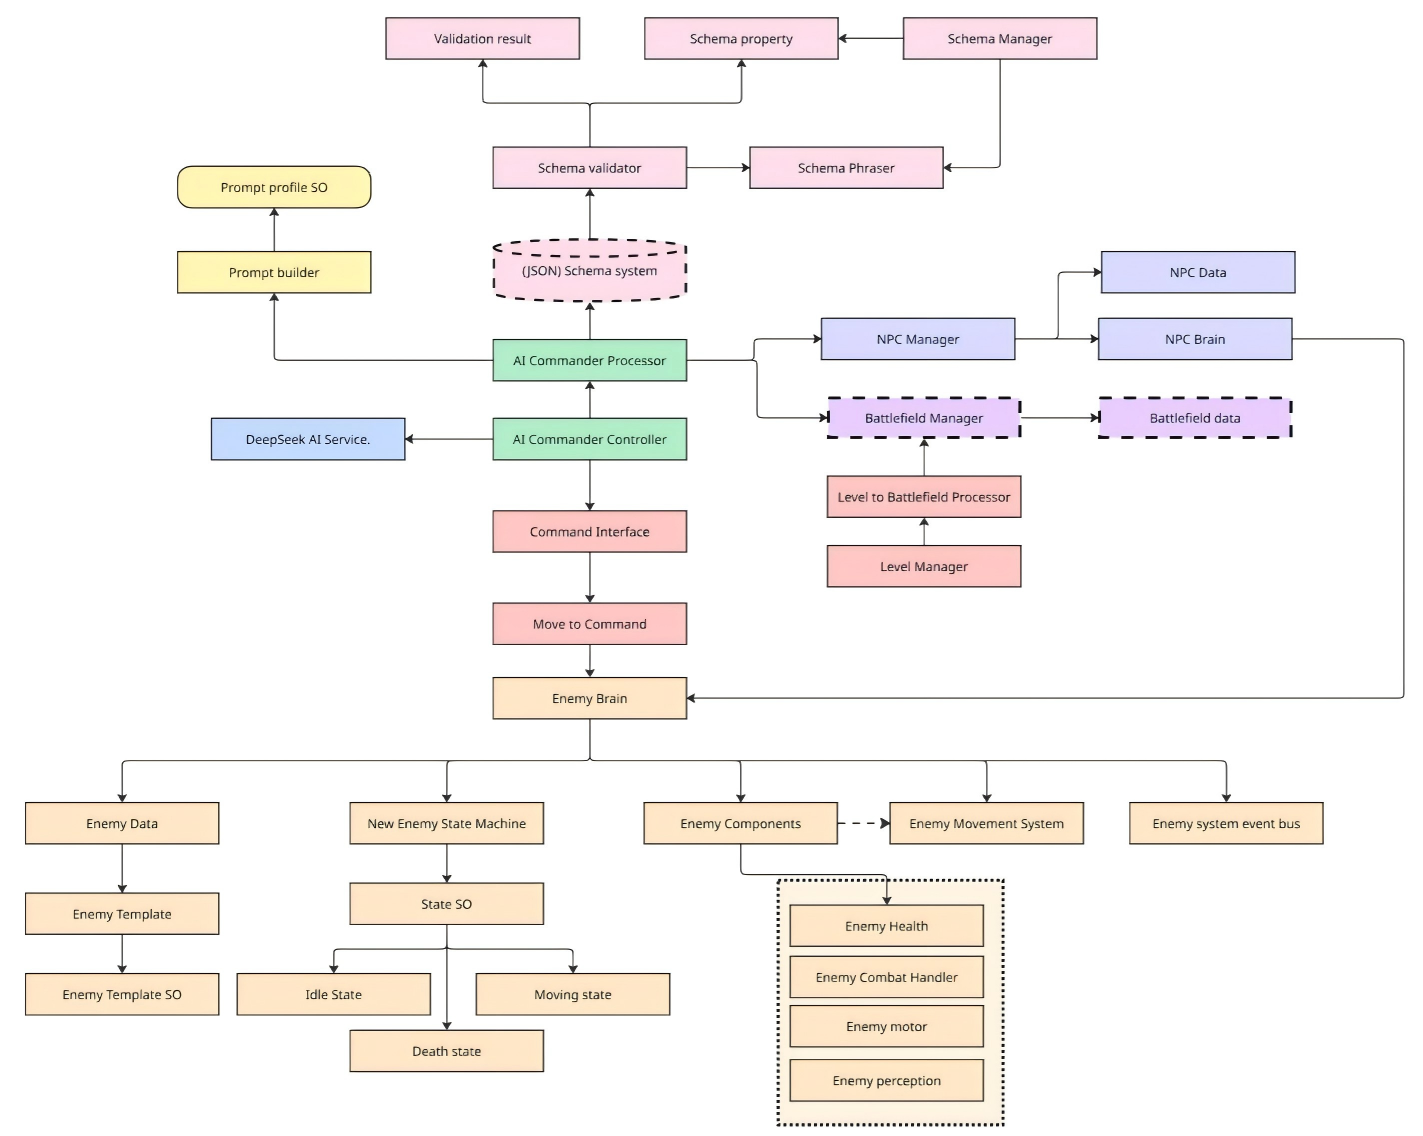 Validation result
Schema property
Schema Manager
Schema validator
Schema Phraser
Prompt profile SO
Prompt builder
(JSON) Schema system
NPC Data
NPC Manager
NPC Brain
AI Commander Processor
Battlefield Manager
Battlefield data
DeepSeek AI Service.
AI Commander Controller
Level to Battlefield Processor
Command Interface
Level Manager
Move to Command
Enemy Brain
Enemy Data
New Enemy State Machine
Enemy Components
Enemy Movement System
Enemy system event bus
State SO
Enemy Template
Enemy Health
Enemy Combat Handler
Enemy Template SO
Idle State
Moving state
Enemy motor
Death state
Enemy perception